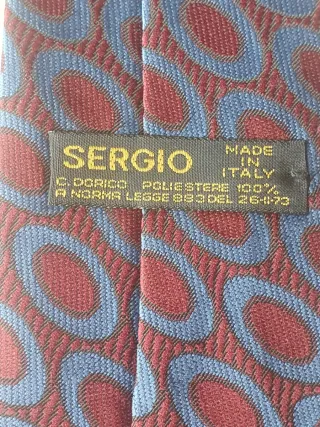 SERGIO
MADE
IN
ITALY
C. DORICO POLIESTERE 100%
A NORMA LEGGE 883 DEL 26-11-73